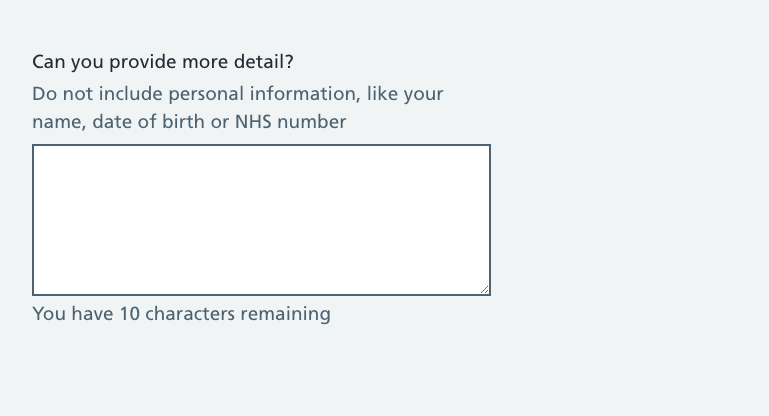 Can you provide more detail?
Do not include personal information, like your
name, date of birth or NHS number
You have 10 characters remaining